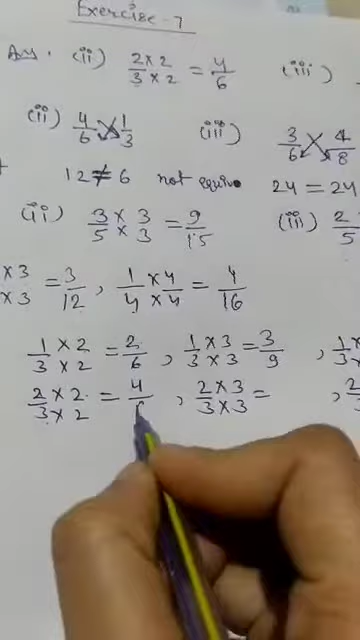 Exercise - 7
Ans. (ii) 2 × 2 / 3 × 2 = 4/6 (iii)
(ii) 4/6 1/3 (iii) 3/6 4/8
12 ≠ 6 not equive 24 = 24
(ii) 3 × 3 / 5 × 3 = 9/15 (iii) 2/5
× 3 / × 3 = 3/12 , 1 × 4 / 4 × 4 = 4/16
1 × 2 / 3 × 2 = 2/6 , 1 × 3 / 3 × 3 = 3/9 , 1 × / 3 ×
2 × 2 / 3 × 2 = 4/ , 2 × 3 / 3 × 3 = , 2